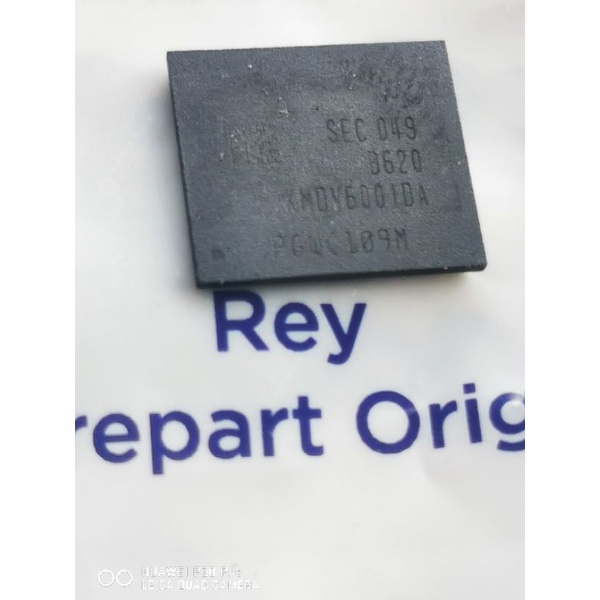 SEC 049
B620
KMDV6001DA
PGWC109M
Rey
repart Orig
HUAWEI P20 Pro
LEICA QUAD CAMERA